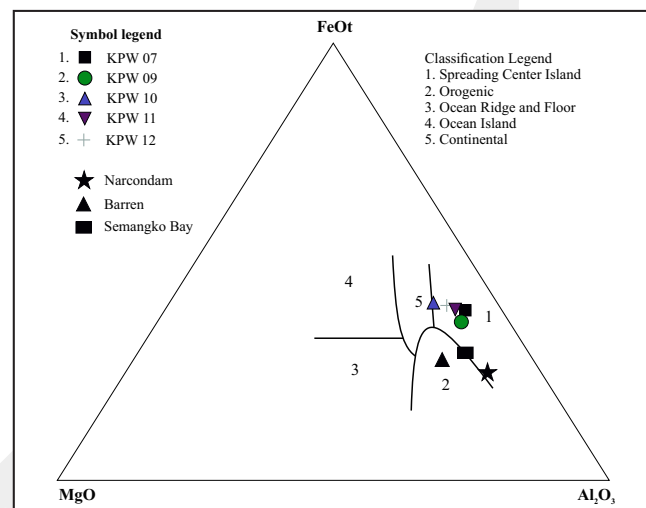 FeOt
Symbol legend
1. KPW 07
2. KPW 09
3. KPW 10
4. KPW 11
5. KPW 12
Narcondam
Barren
Semangko Bay
Classification Legend
1. Spreading Center Island
2. Orogenic
3. Ocean Ridge and Floor
4. Ocean Island
5. Continental
4
5
1
3
2
MgO
Al₂O₃